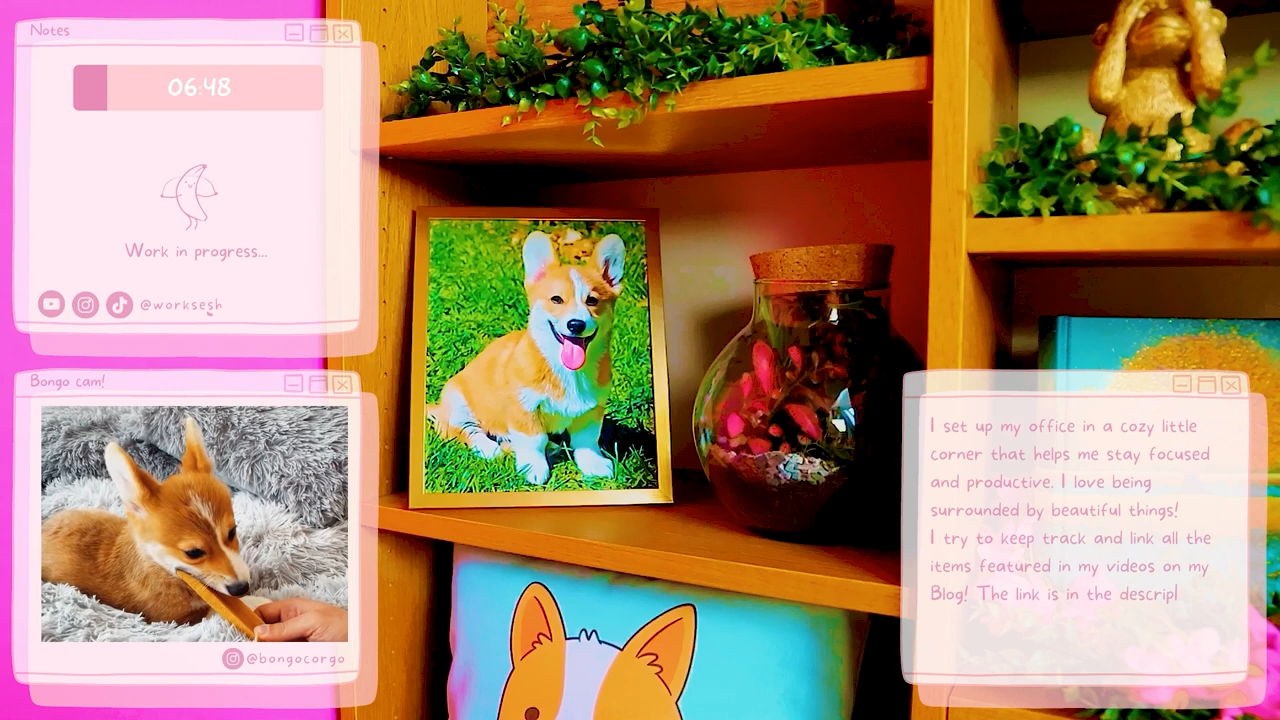 Notes
06:48
Work in progress...
@worksesh
Bongo cam!
@bongocorgo
I set up my office in a cozy little
corner that helps me stay focused
and productive. I love being
surrounded by beautiful things!
I try to keep track and link all the
items featured in my videos on my
Blog! The link is in the descripl